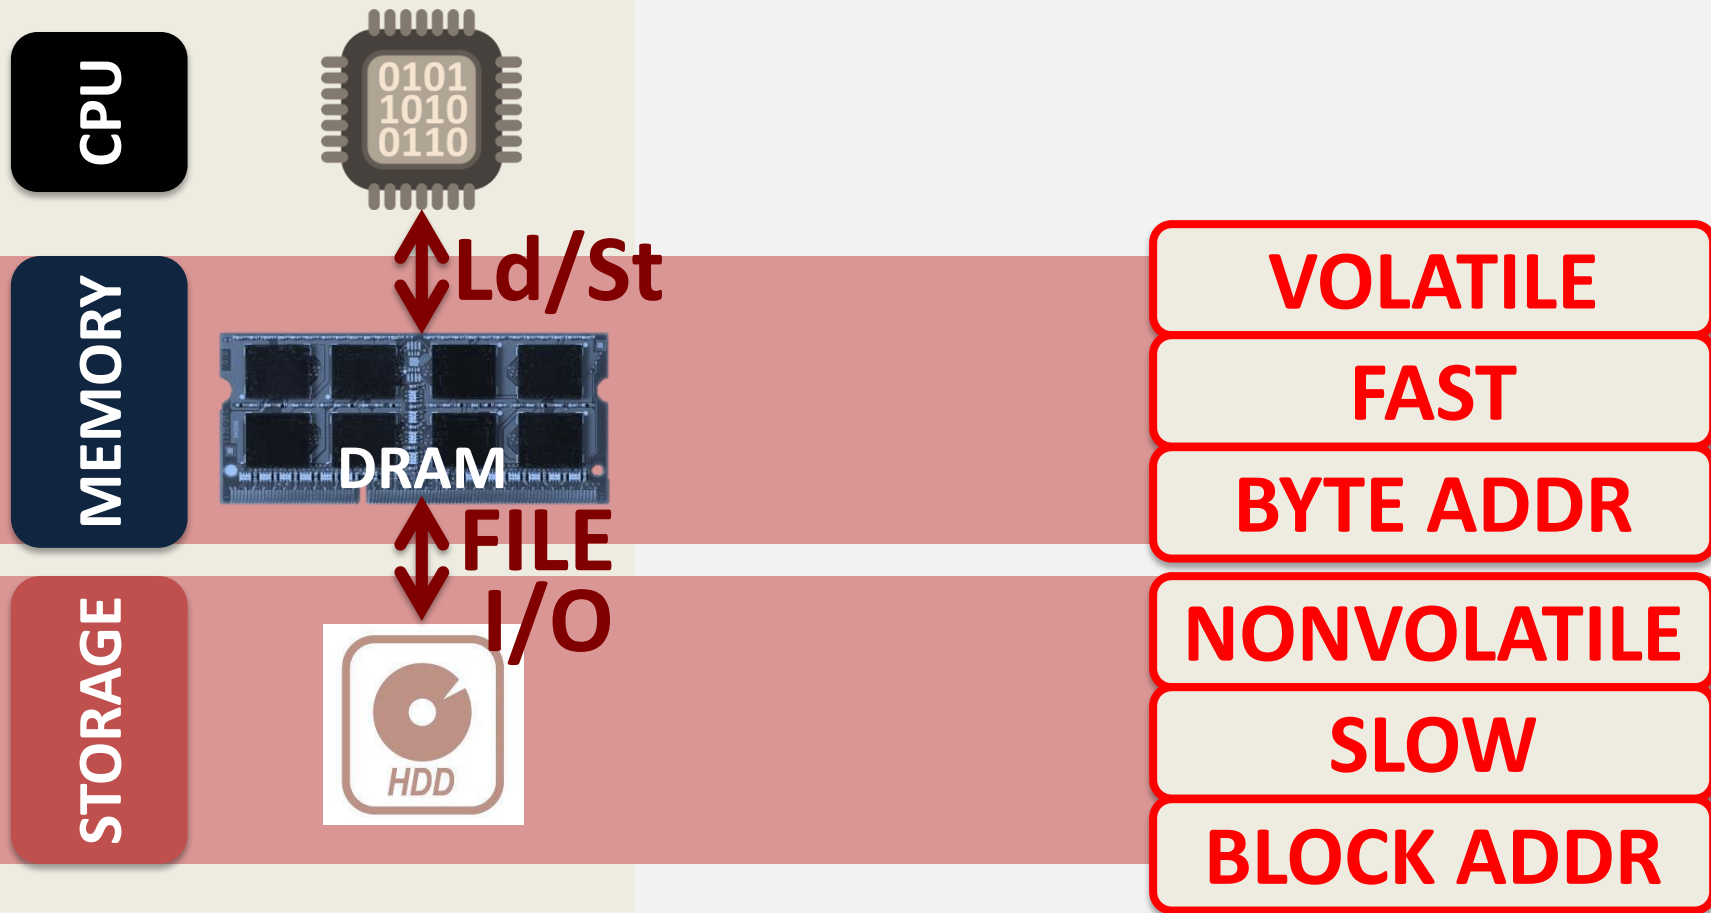 CPU
0101
1010
0110
Ld/St
MEMORY
DRAM
VOLATILE
FAST
BYTE ADDR
FILE
I/O
STORAGE
HDD
NONVOLATILE
SLOW
BLOCK ADDR